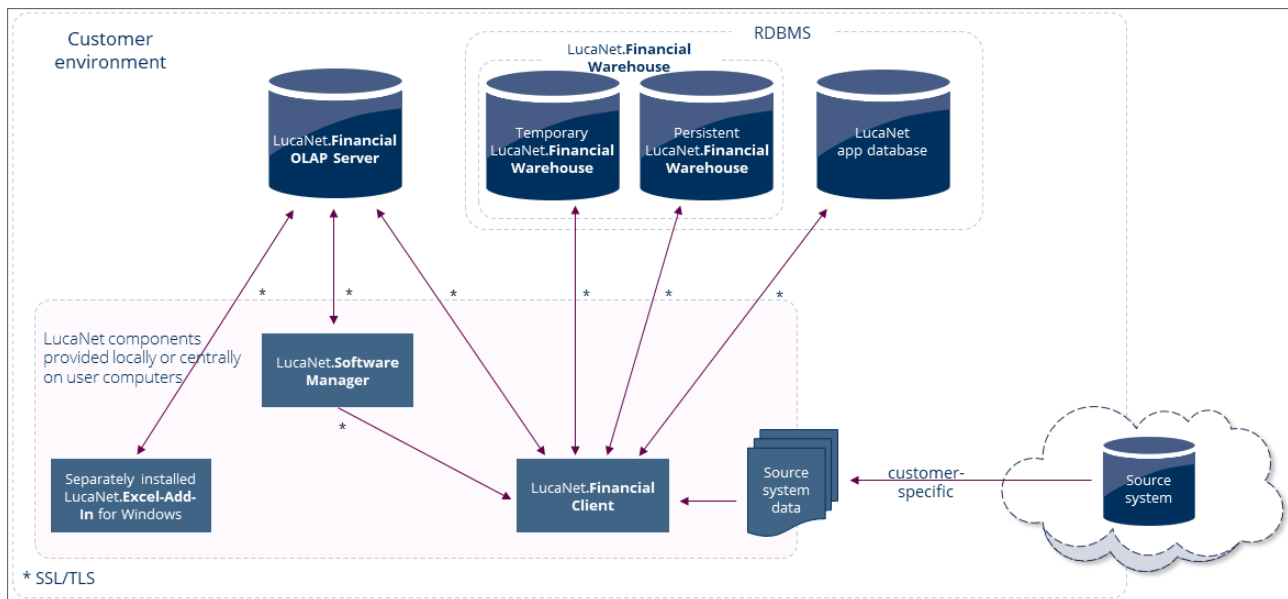 Customer
environment
RDBMS
LucaNet.Financial
Warehouse
LucaNet.Financial
OLAP Server
Temporary
LucaNet.Financial
Warehouse
Persistent
LucaNet.Financial
Warehouse
LucaNet
app database
*
*
*
*
*
*
LucaNet components
provided locally or centrally
on user computers
LucaNet.Software
Manager
*
Separately installed
LucaNet.Excel-Add-
In for Windows
LucaNet.Financial
Client
Source
system
data
customer-
specific
Source
system
* SSL/TLS